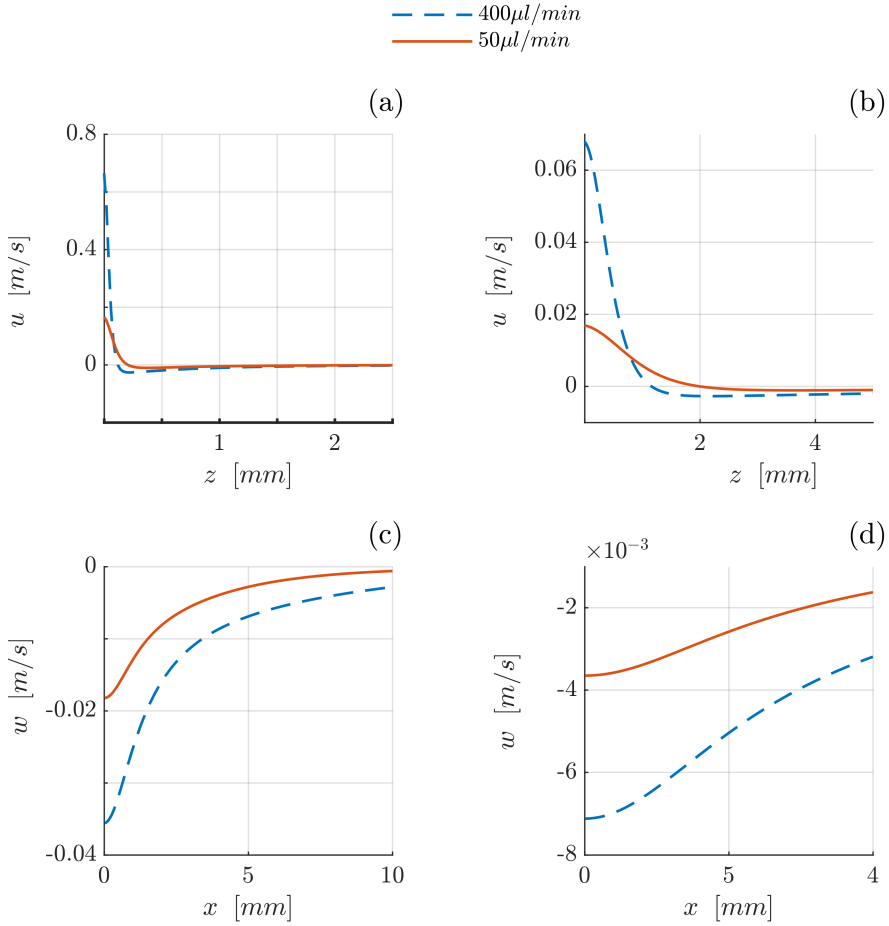 400μl/min
50μl/min
(a)
(b)
0.8
0.4
0
u [m/s]
1
2
z [mm]
0.06
0.04
0.02
0
u [m/s]
2
4
z [mm]
(c)
(d)
0
-0.02
-0.04
w [m/s]
0
5
10
x [mm]
×10⁻³
-2
-4
-6
-8
w [m/s]
0
5
4
x [mm]